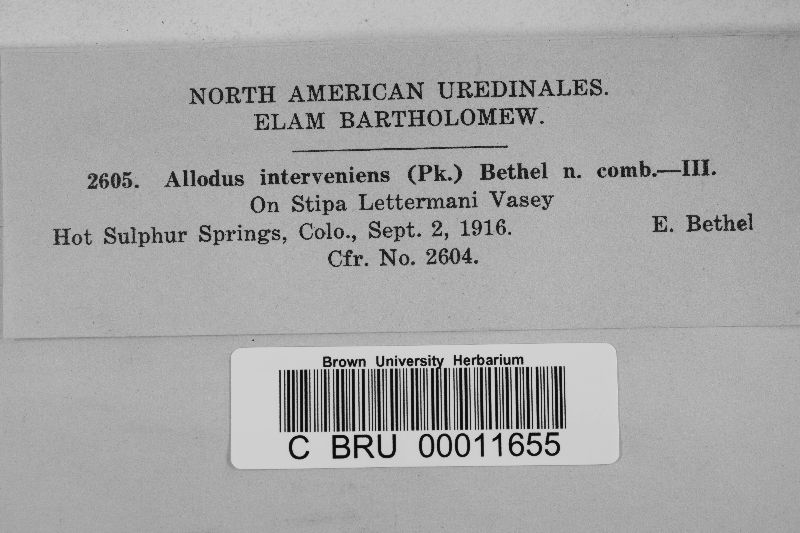 NORTH AMERICAN UREDINALES.
ELAM BARTHOLOMEW.
2605. Allodus interveniens (Pk.) Bethel n. comb.—III.
On Stipa Lettermani Vasey
Hot Sulphur Springs, Colo., Sept. 2, 1916. E. Bethel
Cfr. No. 2604.
Brown University Herbarium
C BRU 00011655